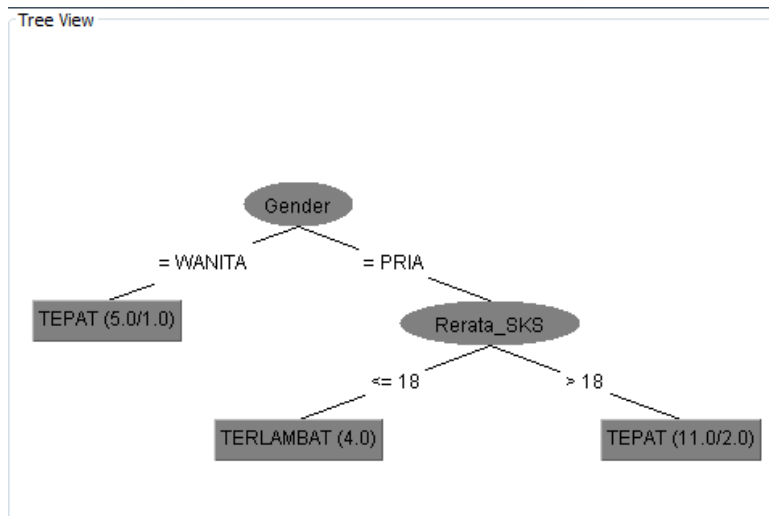 Tree View
Gender
= WANITA
= PRIA
TEPAT (5.0/1.0)
Rerata_SKS
<= 18
> 18
TERLAMBAT (4.0)
TEPAT (11.0/2.0)